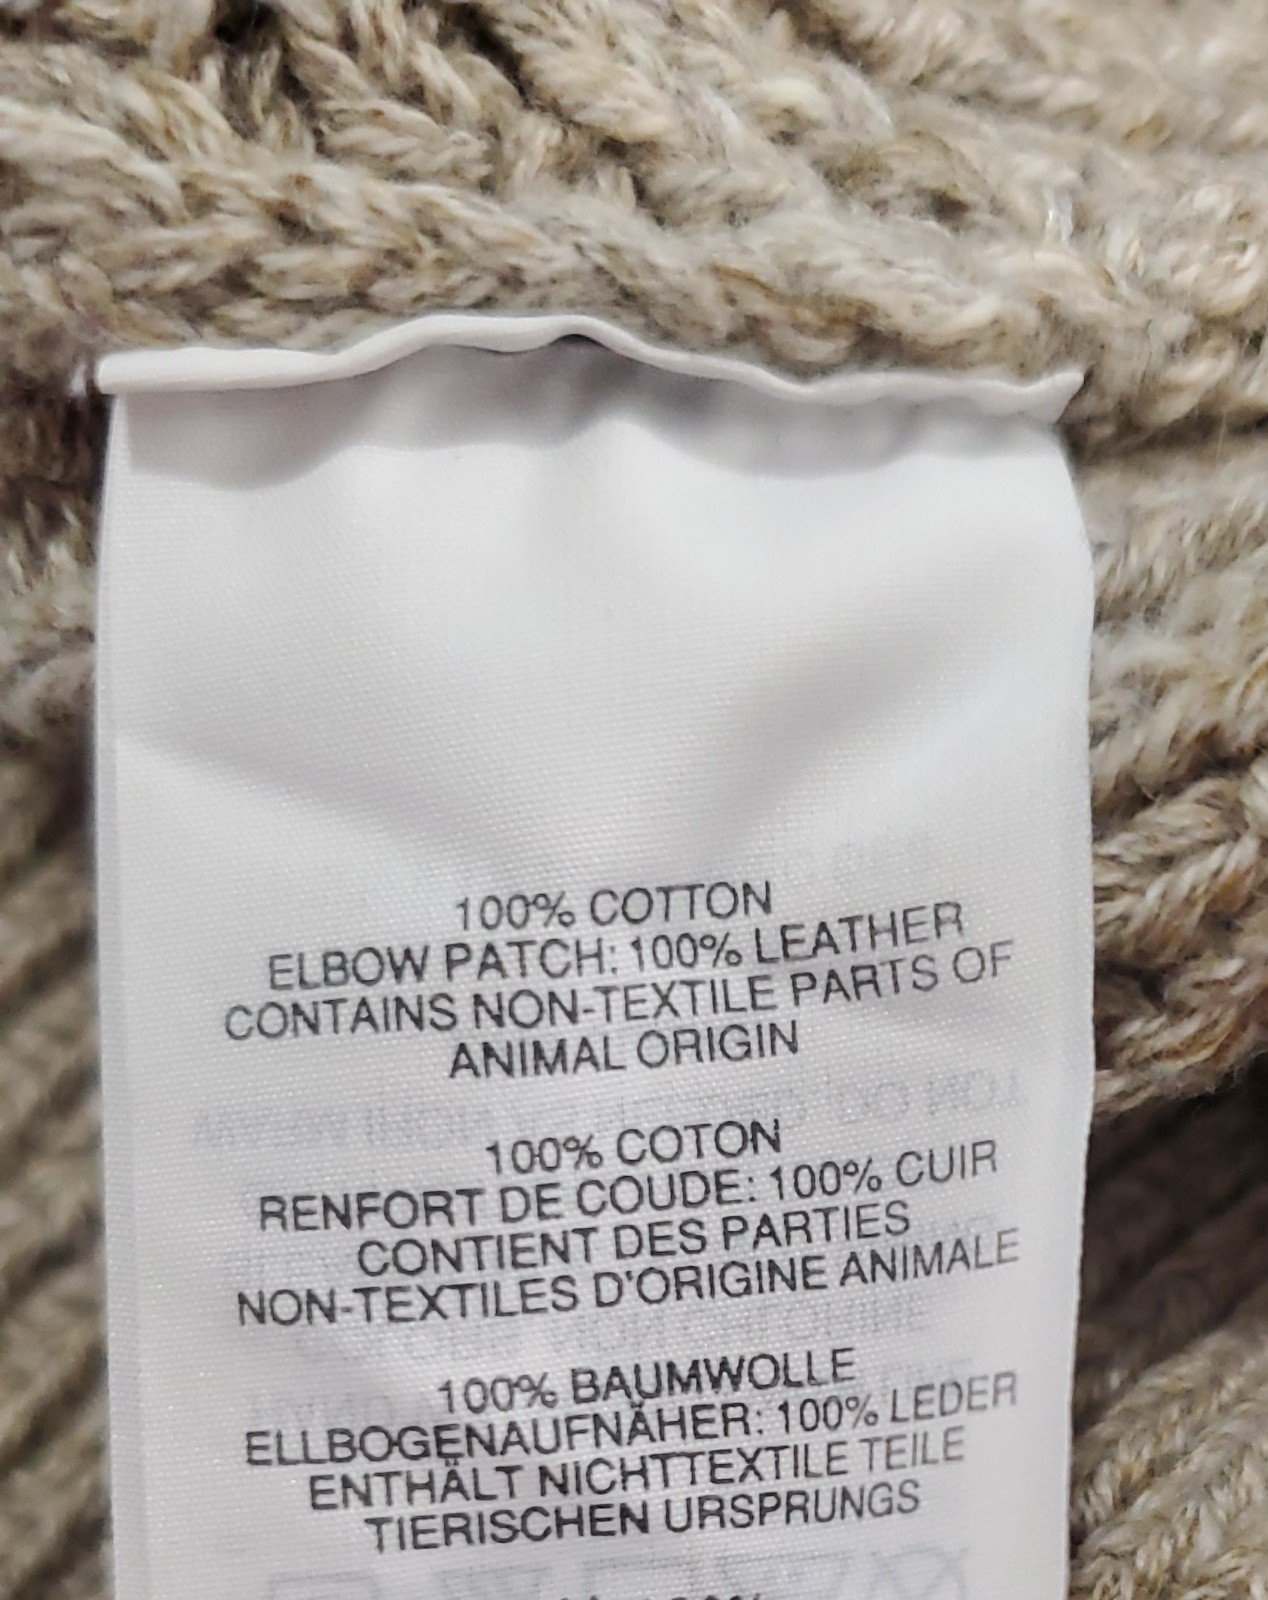 100% COTTON
ELBOW PATCH: 100% LEATHER
CONTAINS NON-TEXTILE PARTS OF
ANIMAL ORIGIN
100% COTON
RENFORT DE COUDE: 100% CUIR
CONTIENT DES PARTIES
NON-TEXTILES D'ORIGINE ANIMALE
100% BAUMWOLLE
ELLBOGENAUFNÄHER: 100% LEDER
ENTHÄLT NICHTTEXTILE TEILE
TIERISCHEN URSPRUNGS